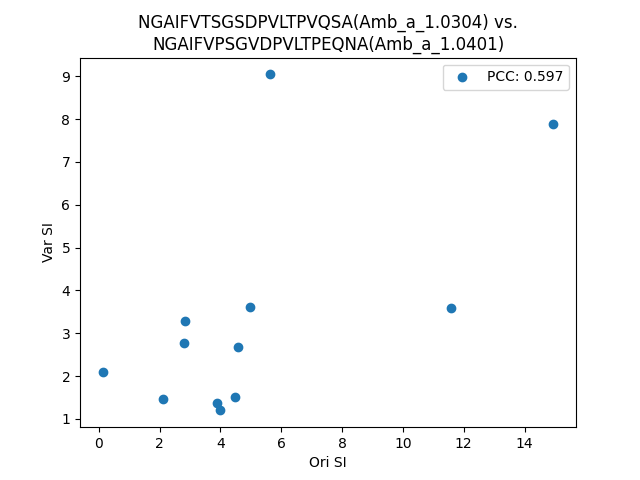 NGAIFVTSGSDPVLTPVQSA(Amb_a_1.0304) vs.
NGAIFVPSGVDPVLTPEQNA(Amb_a_1.0401)
PCC: 0.597
9
8
7
6
5
4
3
2
1
Var SI
0 2 4 6 8 10 12 14
Ori SI